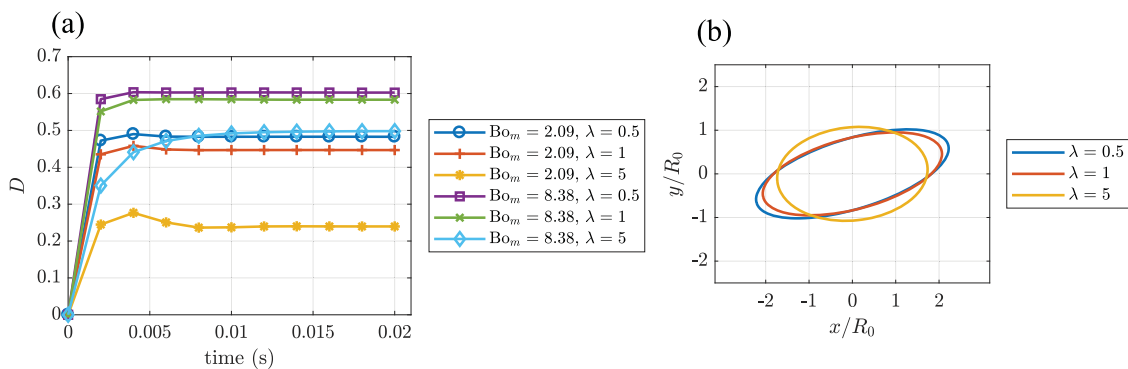 (a)
D
0.7
0.6
0.5
0.4
0.3
0.2
0.1
0
0 0.005 0.01 0.015 0.02
time (s)
Bo_m = 2.09, λ = 0.5
Bo_m = 2.09, λ = 1
Bo_m = 2.09, λ = 5
Bo_m = 8.38, λ = 0.5
Bo_m = 8.38, λ = 1
Bo_m = 8.38, λ = 5
(b)
y/R₀
2
1
0
-1
-2
-2 -1 0 1 2
x/R₀
λ = 0.5
λ = 1
λ = 5